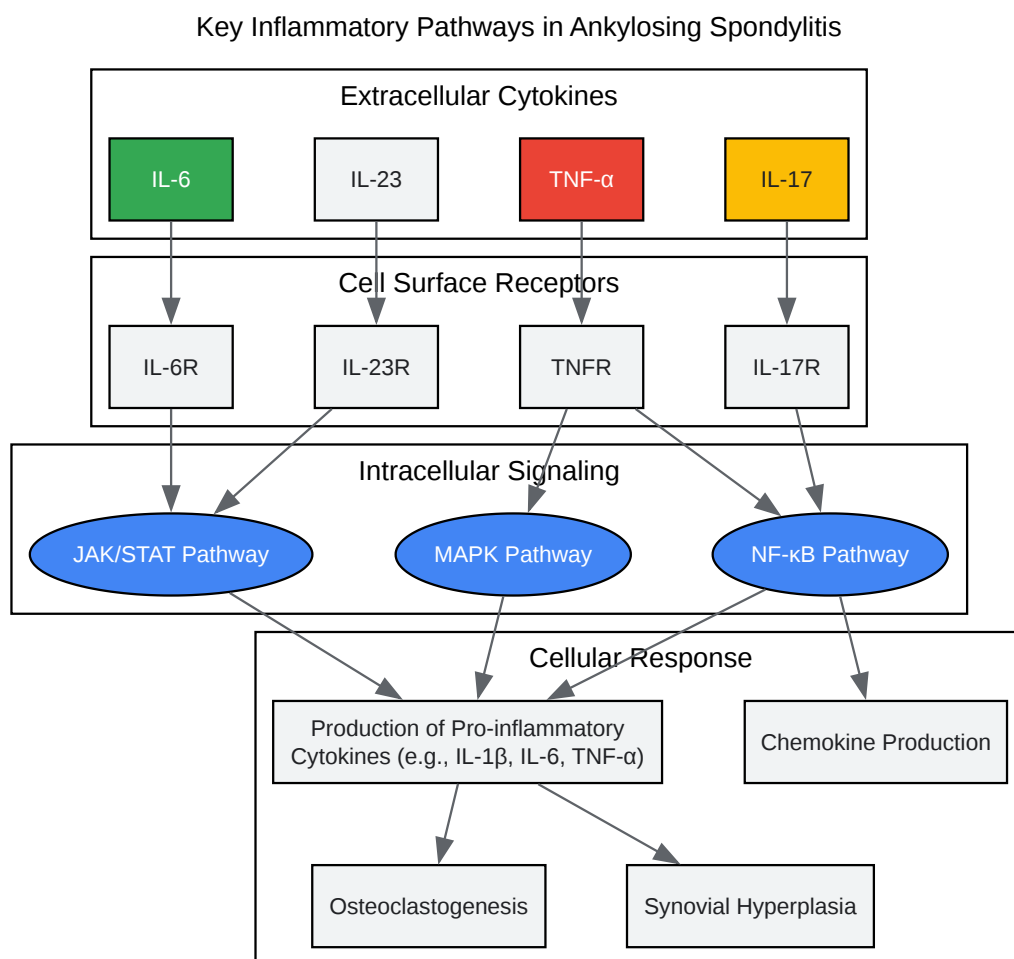 Key Inflammatory Pathways in Ankylosing Spondylitis
Extracellular Cytokines
IL-6
IL-23
TNF-α
IL-17
Cell Surface Receptors
IL-6R
IL-23R
TNFR
IL-17R
Intracellular Signaling
JAK/STAT Pathway
MAPK Pathway
NF-κB Pathway
Cellular Response
Production of Pro-inflammatory
Cytokines (e.g., IL-1β, IL-6, TNF-α)
Chemokine Production
Osteoclastogenesis
Synovial Hyperplasia